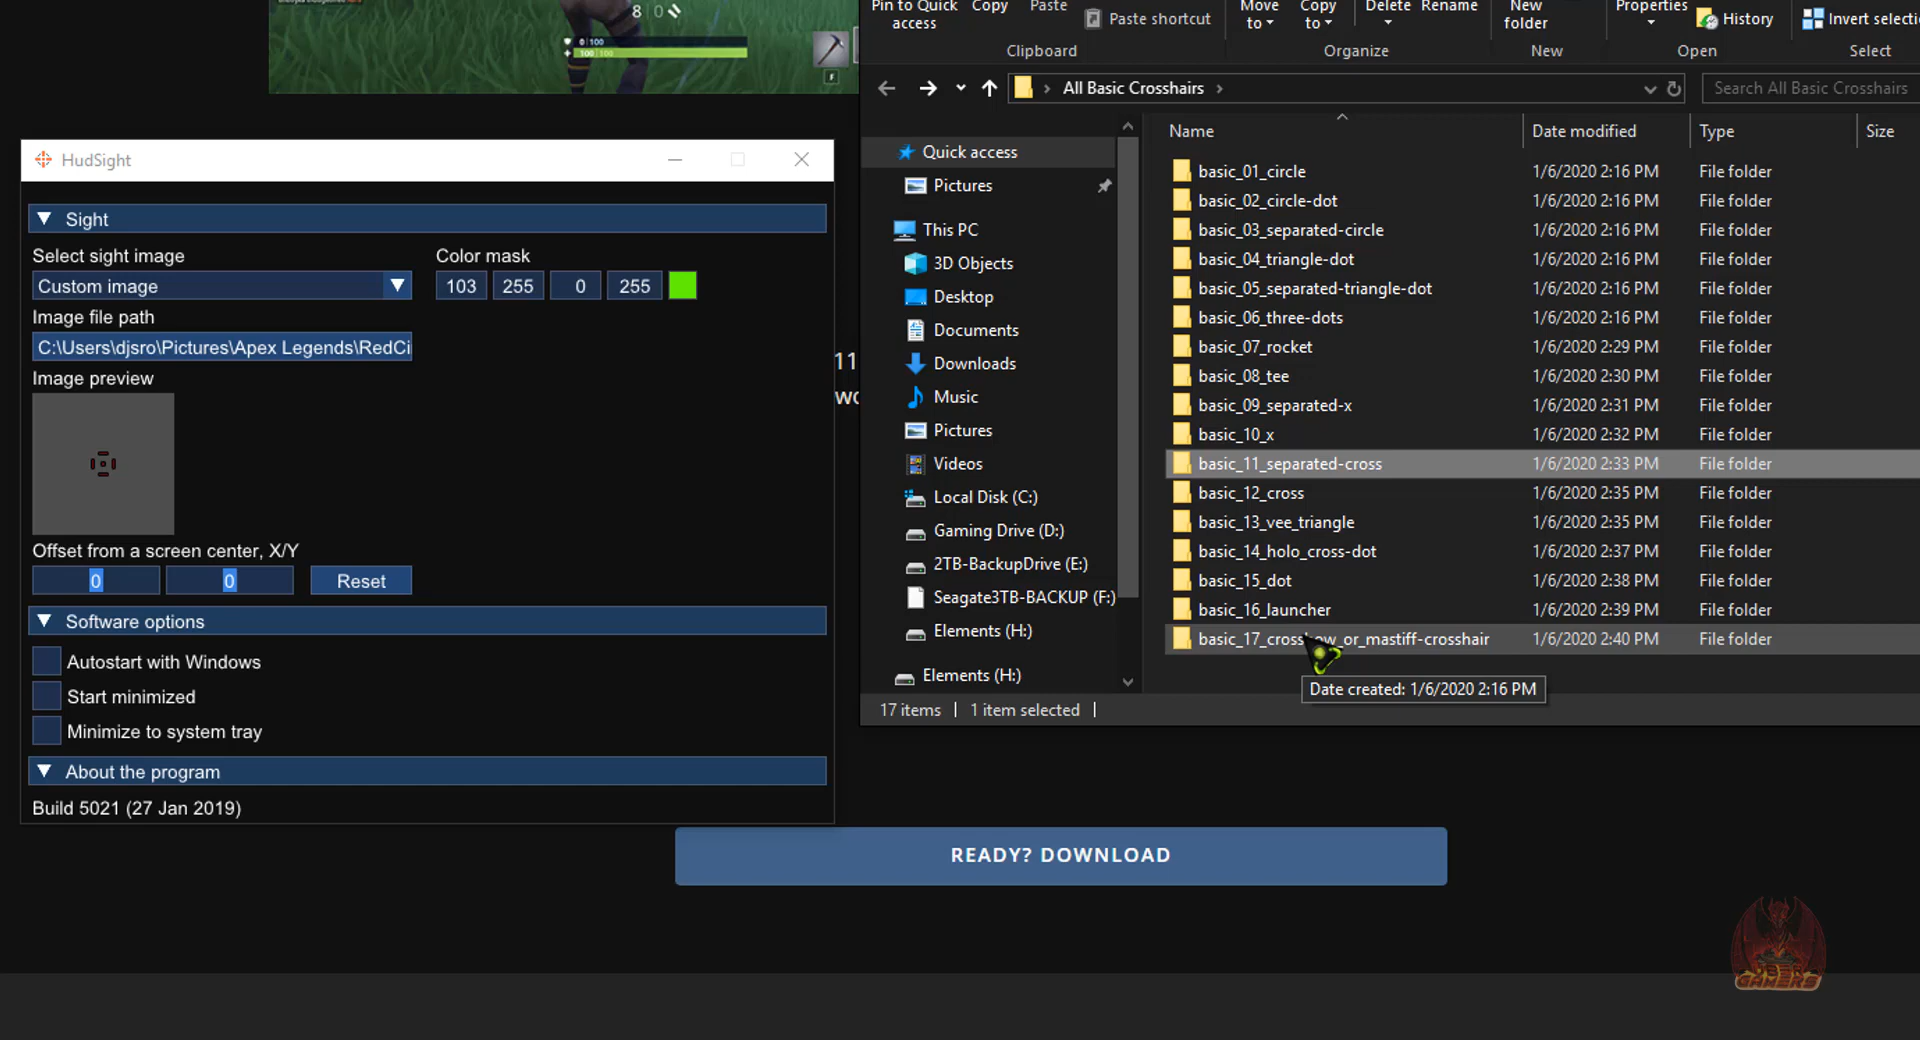 8 | 0
0 | 100
100 | 100
F
Pin to Quick access
Copy
Paste
Paste shortcut
Move to
Copy to
Delete
Rename
New folder
Properties
History
Invert selecti
Clipboard
Organize
New
Open
Select
All Basic Crosshairs
Search All Basic Crosshairs
HudSight
Sight
Select sight image
Color mask
Custom image
103 255 0 255
Image file path
C:\Users\djsro\Pictures\Apex Legends\RedCi
Image preview
Offset from a screen center, X/Y
0 0 Reset
Software options
Autostart with Windows
Start minimized
Minimize to system tray
About the program
Build 5021 (27 Jan 2019)
11
wo
Quick access
Pictures
This PC
3D Objects
Desktop
Documents
Downloads
Music
Pictures
Videos
Local Disk (C:)
Gaming Drive (D:)
2TB-BackupDrive (E:)
Seagate3TB-BACKUP (F:)
Elements (H:)
Elements (H:)
Name Date modified Type Size
basic_01_circle 1/6/2020 2:16 PM File folder
basic_02_circle-dot 1/6/2020 2:16 PM File folder
basic_03_separated-circle 1/6/2020 2:16 PM File folder
basic_04_triangle-dot 1/6/2020 2:16 PM File folder
basic_05_separated-triangle-dot 1/6/2020 2:16 PM File folder
basic_06_three-dots 1/6/2020 2:16 PM File folder
basic_07_rocket 1/6/2020 2:29 PM File folder
basic_08_tee 1/6/2020 2:30 PM File folder
basic_09_separated-x 1/6/2020 2:31 PM File folder
basic_10_x 1/6/2020 2:32 PM File folder
basic_11_separated-cross 1/6/2020 2:33 PM File folder
basic_12_cross 1/6/2020 2:35 PM File folder
basic_13_vee_triangle 1/6/2020 2:35 PM File folder
basic_14_holo_cross-dot 1/6/2020 2:37 PM File folder
basic_15_dot 1/6/2020 2:38 PM File folder
basic_16_launcher 1/6/2020 2:39 PM File folder
basic_17_crossbow_or_mastiff-crosshair 1/6/2020 2:40 PM File folder
Date created: 1/6/2020 2:16 PM
17 items 1 item selected
READY? DOWNLOAD
GAMERS